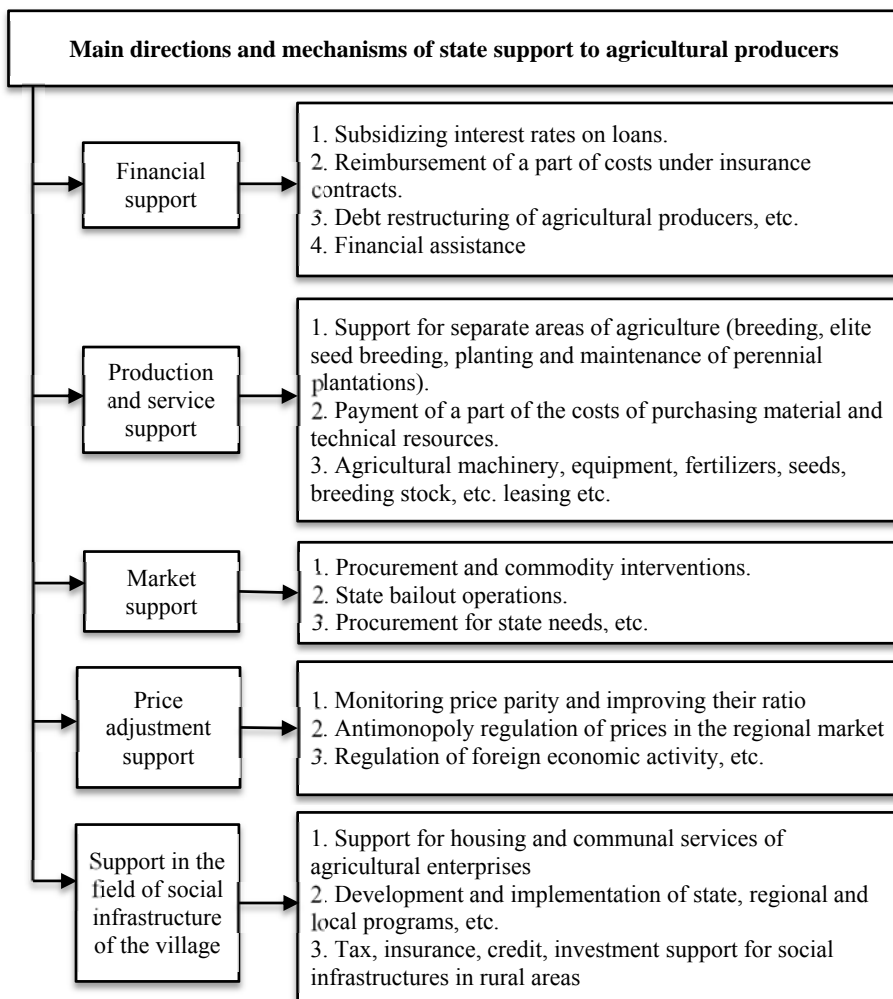 Main directions and mechanisms of state support to agricultural producers
Financial
support
1. Subsidizing interest rates on loans.
2. Reimbursement of a part of costs under insurance
contracts.
3. Debt restructuring of agricultural producers, etc.
4. Financial assistance
Production
and service
support
1. Support for separate areas of agriculture (breeding, elite
seed breeding, planting and maintenance of perennial
plantations).
2. Payment of a part of the costs of purchasing material and
technical resources.
3. Agricultural machinery, equipment, fertilizers, seeds,
breeding stock, etc. leasing etc.
Market
support
1. Procurement and commodity interventions.
2. State bailout operations.
3. Procurement for state needs, etc.
Price
adjustment
support
1. Monitoring price parity and improving their ratio
2. Antimonopoly regulation of prices in the regional market
3. Regulation of foreign economic activity, etc.
Support in the
field of social
infrastructure
of the village
1. Support for housing and communal services of
agricultural enterprises
2. Development and implementation of state, regional and
local programs, etc.
3. Tax, insurance, credit, investment support for social
infrastructures in rural areas